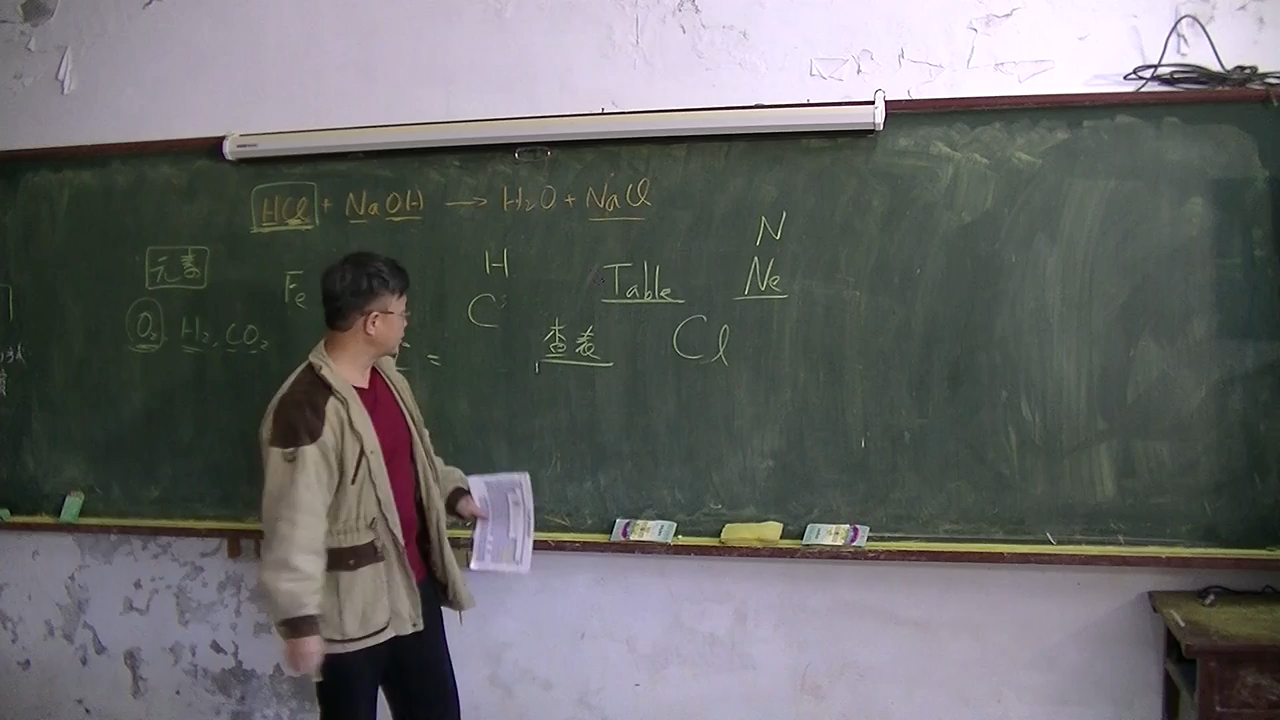 HCl + NaOH → H₂O + NaCl
N
元素
Fe
H
Table
Ne
O₂, H₂, CO₂
C
=
查表
Cl